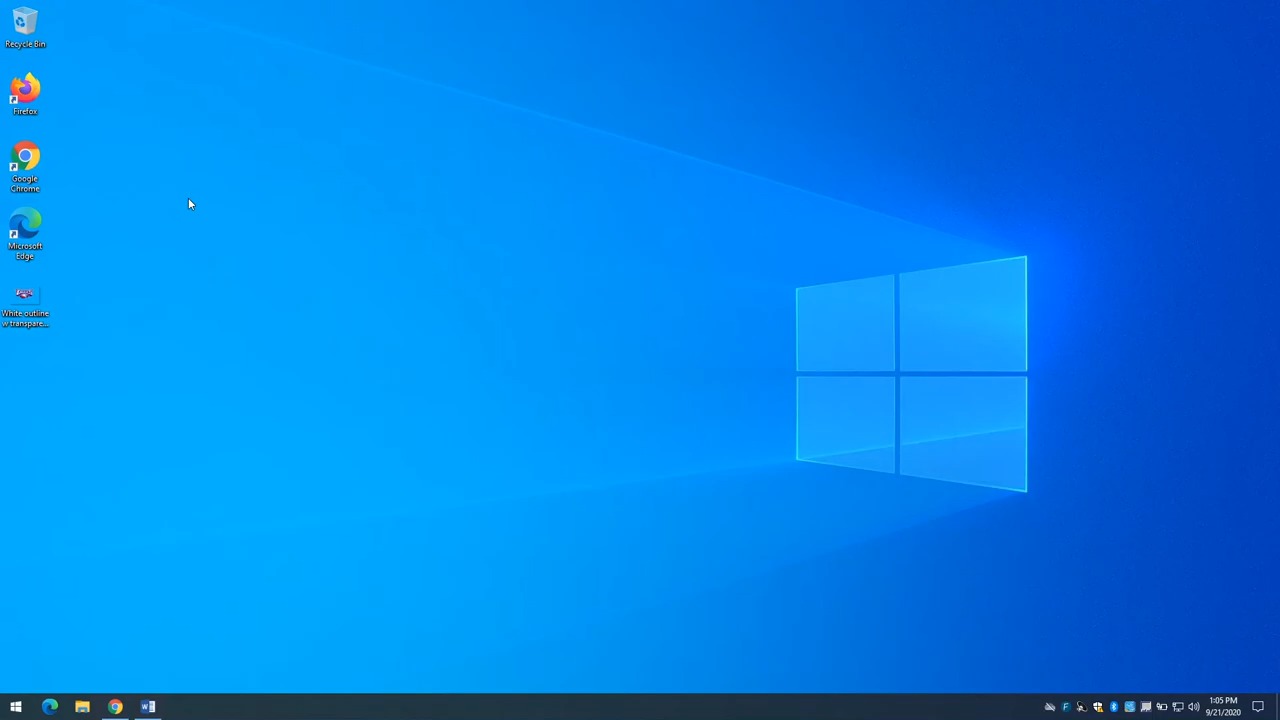 Recycle Bin
Firefox
Google
Chrome
Microsoft
Edge
White outline
w transpare...
1:05 PM
9/21/2020